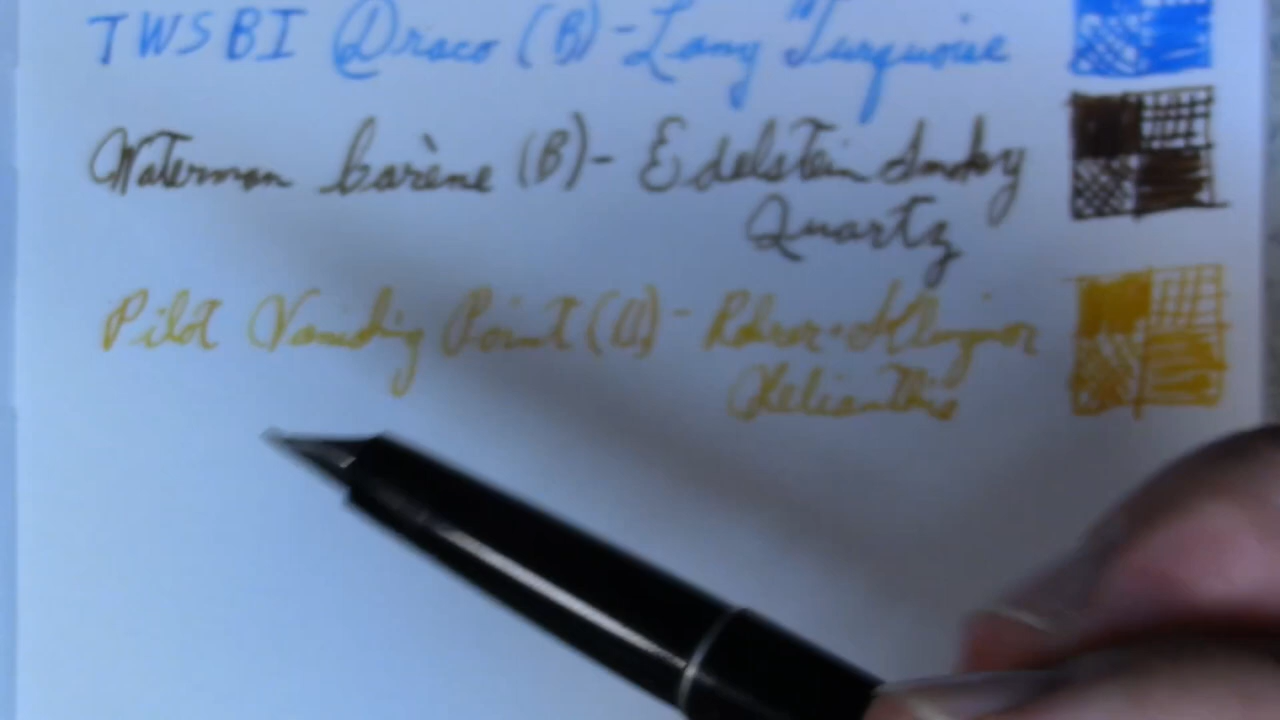 TWSBI Draco (B) - Lamy Turquoise
Waterman Carène (B) - Edelstein Smoky
Quartz
Pilot Vanishing Point - Rohrer + Klingner
Helianthus